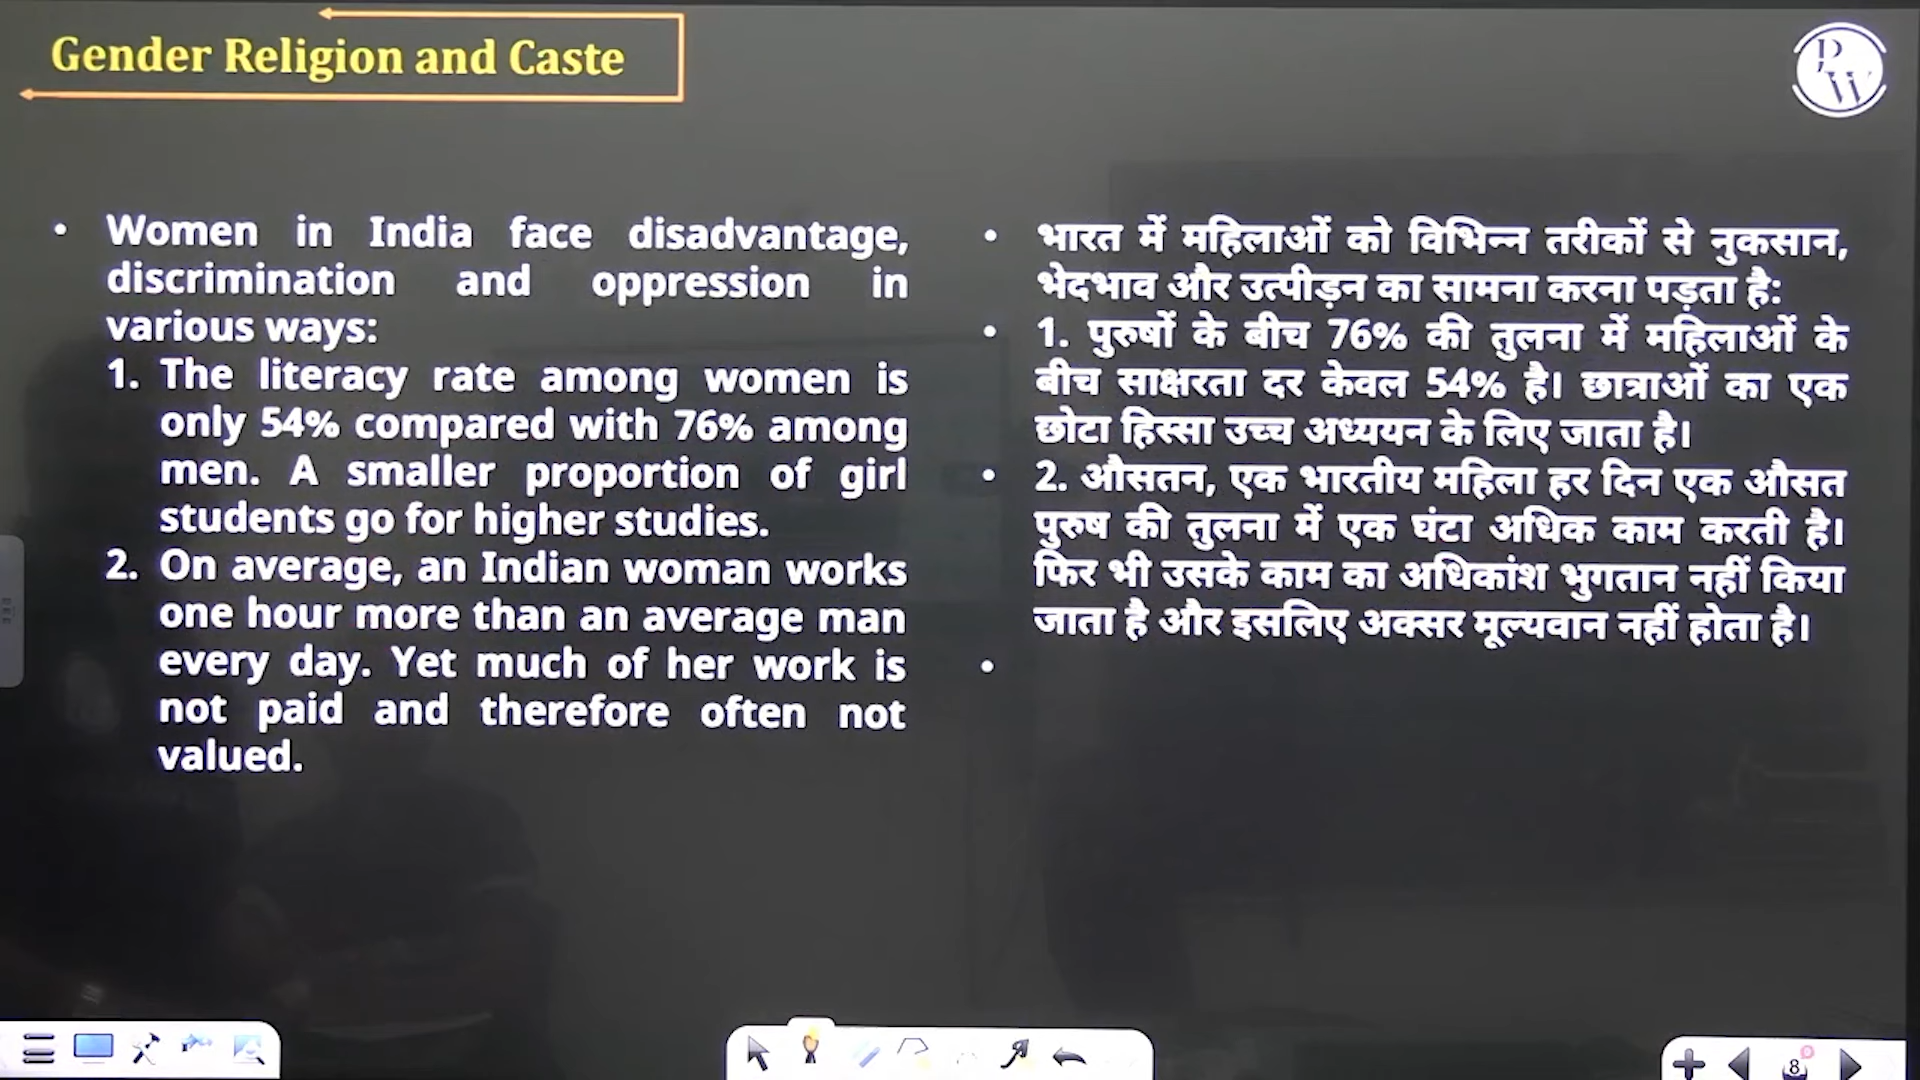 Gender Religion and Caste
PW
• Women in India face disadvantage,
discrimination and oppression in
various ways:
1. The literacy rate among women is
only 54% compared with 76% among
men. A smaller proportion of girl
students go for higher studies.
2. On average, an Indian woman works
one hour more than an average man
every day. Yet much of her work is
not paid and therefore often not
valued.
• भारत में महिलाओं को विभिन्न तरीकों से नुकसान,
भेदभाव और उत्पीड़न का सामना करना पड़ता है:
• 1. पुरुषों के बीच 76% की तुलना में महिलाओं के
बीच साक्षरता दर केवल 54% है। छात्राओं का एक
छोटा हिस्सा उच्च अध्ययन के लिए जाता है।
• 2. औसतन, एक भारतीय महिला हर दिन एक औसत
पुरुष की तुलना में एक घंटा अधिक काम करती है।
फिर भी उसके काम का अधिकांश भुगतान नहीं किया
जाता है और इसलिए अक्सर मूल्यवान नहीं होता है।
•
8